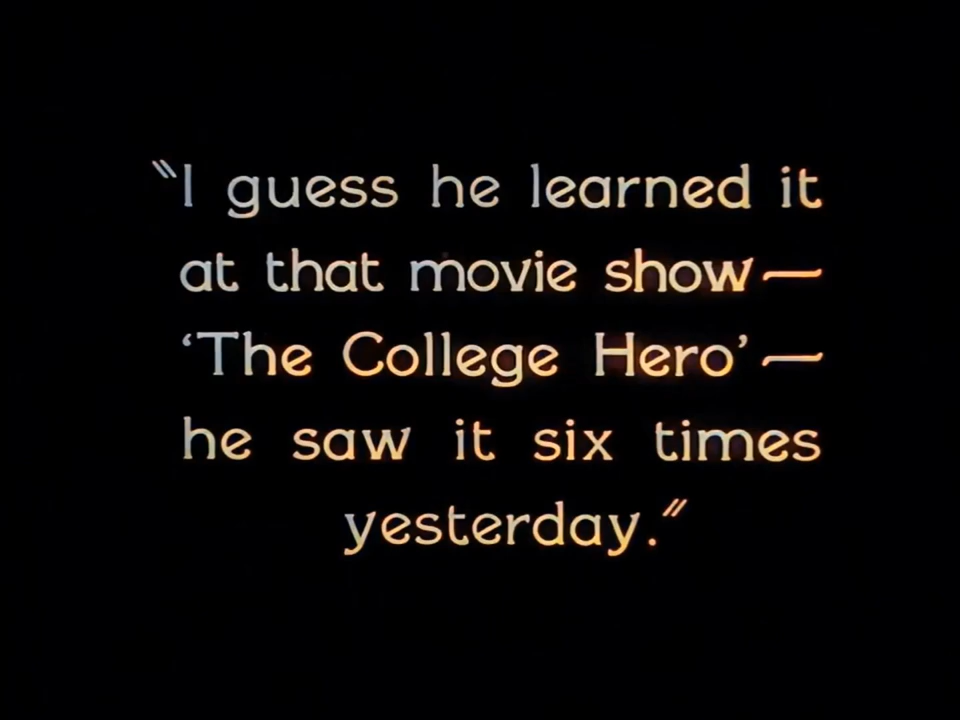 "I guess he learned it
at that movie show—
‘The College Hero’—
he saw it six times
yesterday."